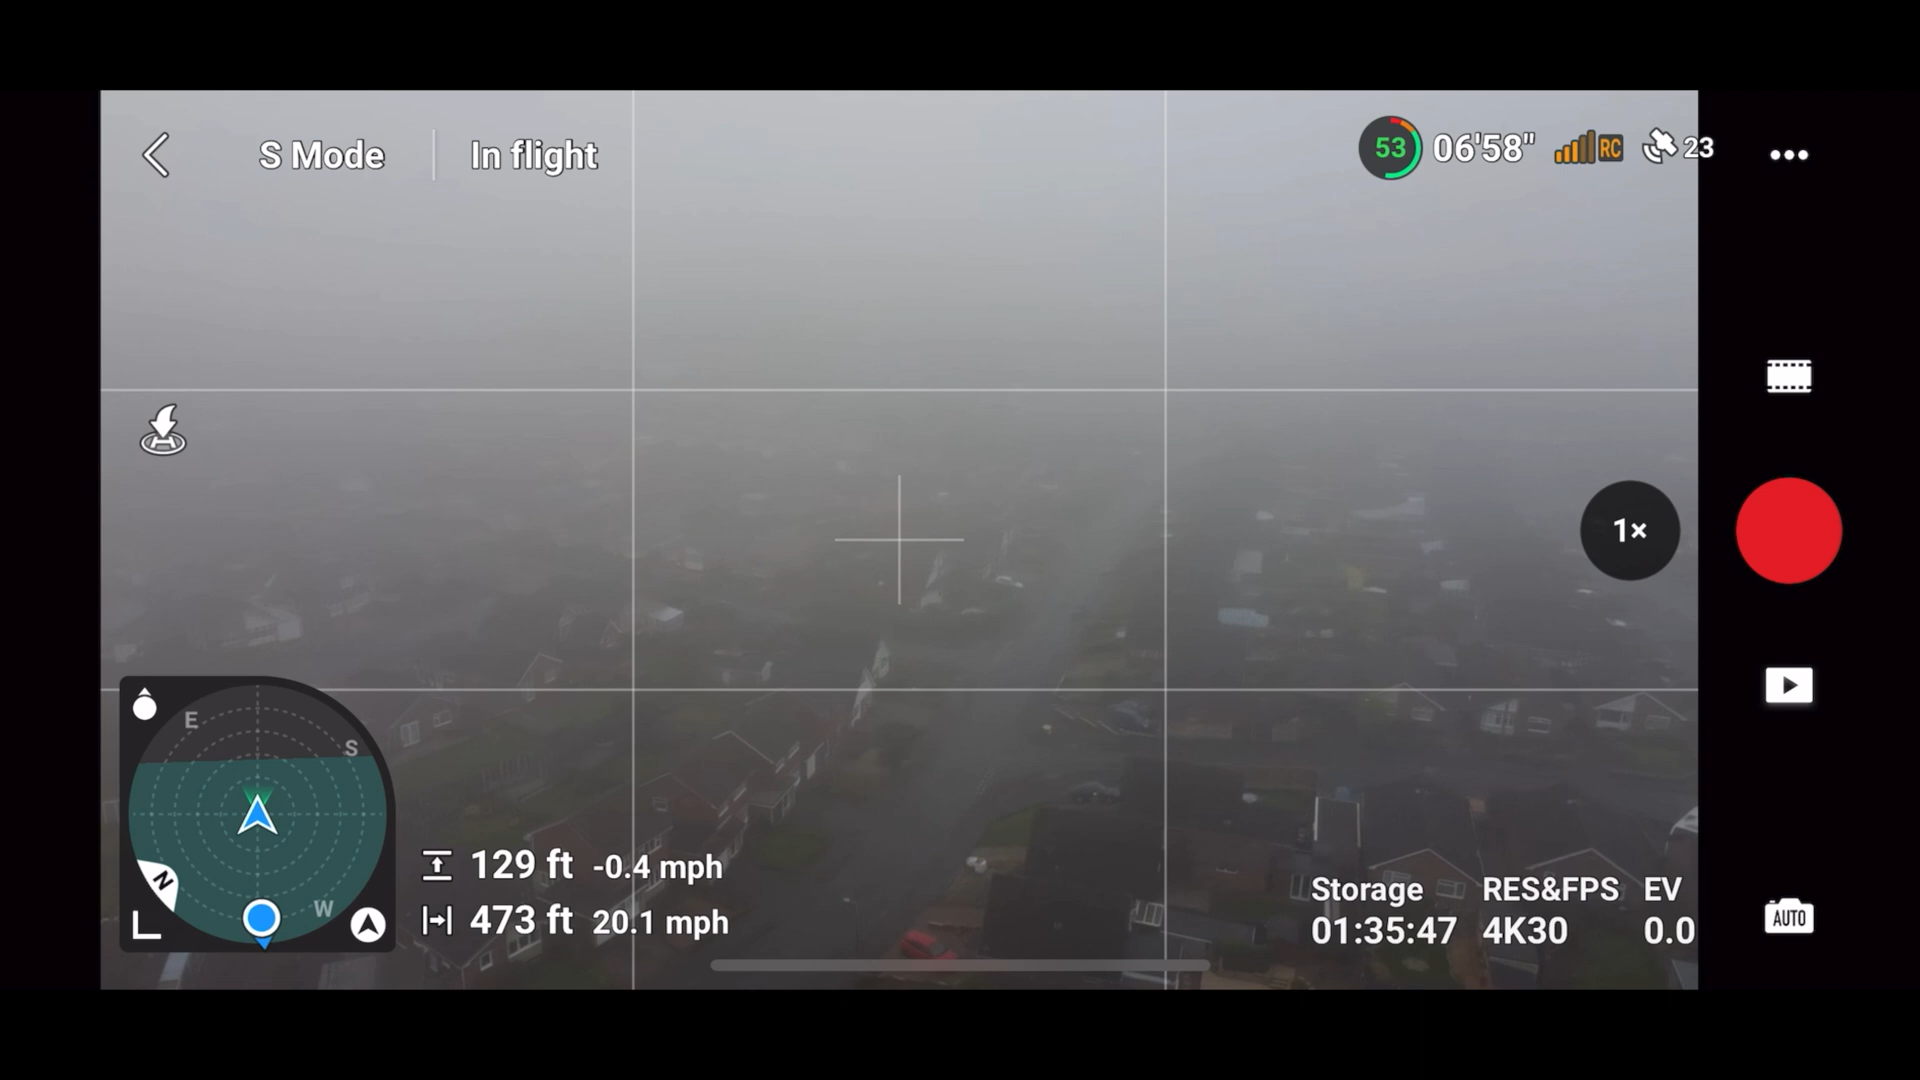 S Mode In flight
53 06'58" RC 23
1×
E
S
N
W
129 ft -0.4 mph
473 ft 20.1 mph
Storage RES&FPS EV
01:35:47 4K30 0.0
AUTO